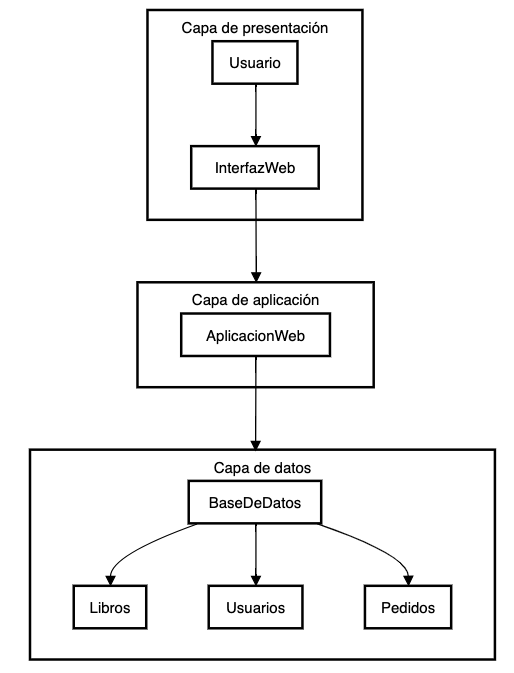 Capa de presentación
Usuario
InterfazWeb
Capa de aplicación
AplicacionWeb
Capa de datos
BaseDeDatos
Libros
Usuarios
Pedidos